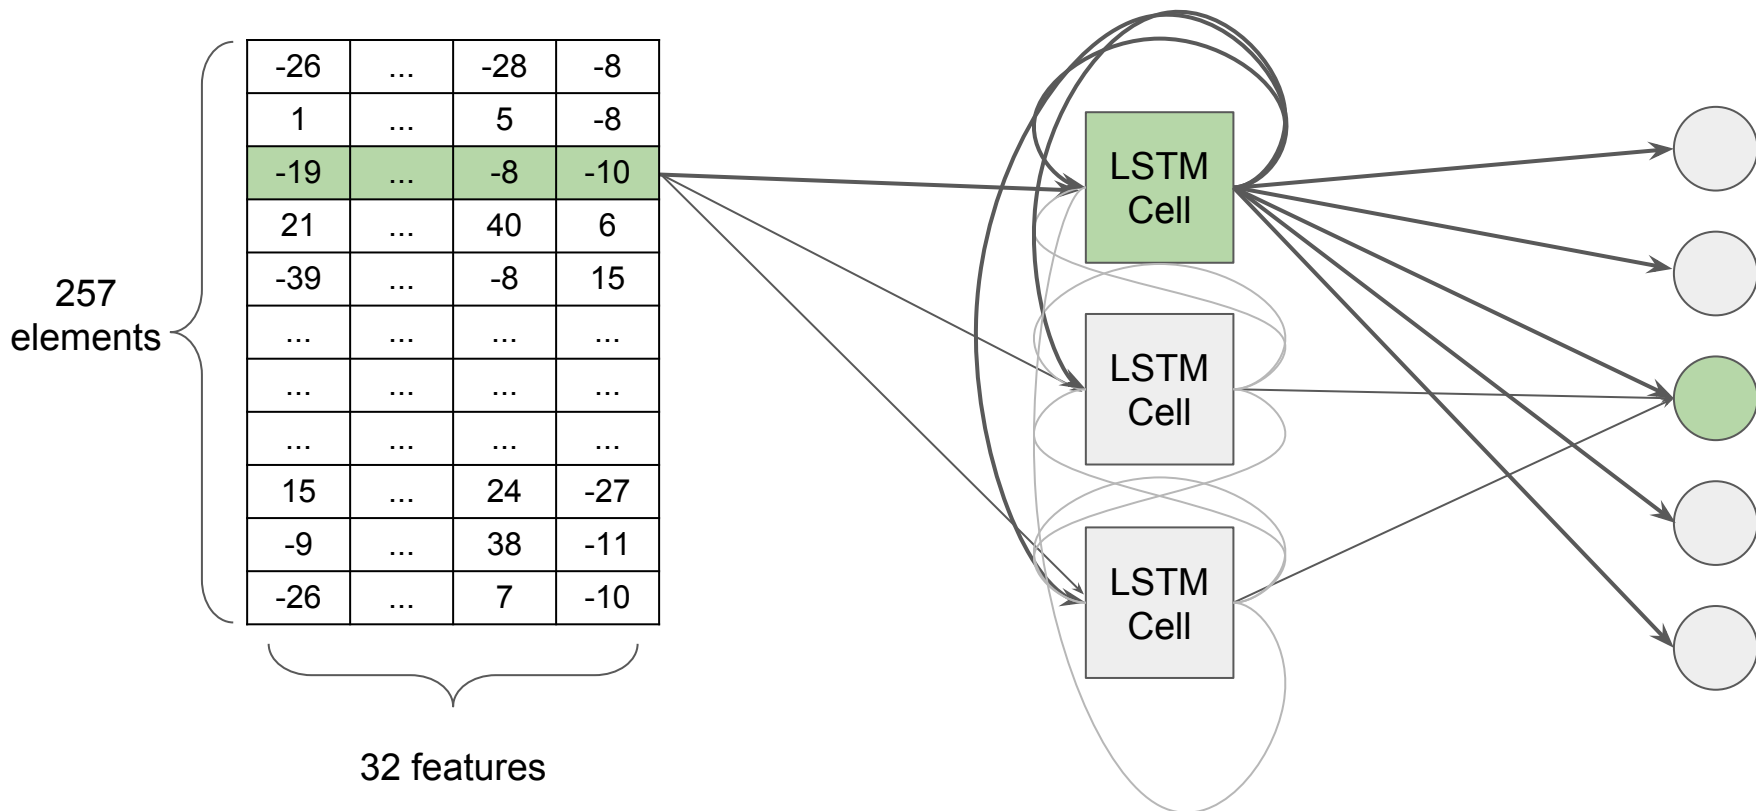 -26 ... -28 -8
1 ... 5 -8
-19 ... -8 -10
21 ... 40 6
-39 ... -8 15
... ... ... ...
... ... ... ...
... ... ... ...
15 ... 24 -27
-9 ... 38 -11
-26 ... 7 -10
257
elements
32 features
LSTM
Cell
LSTM
Cell
LSTM
Cell